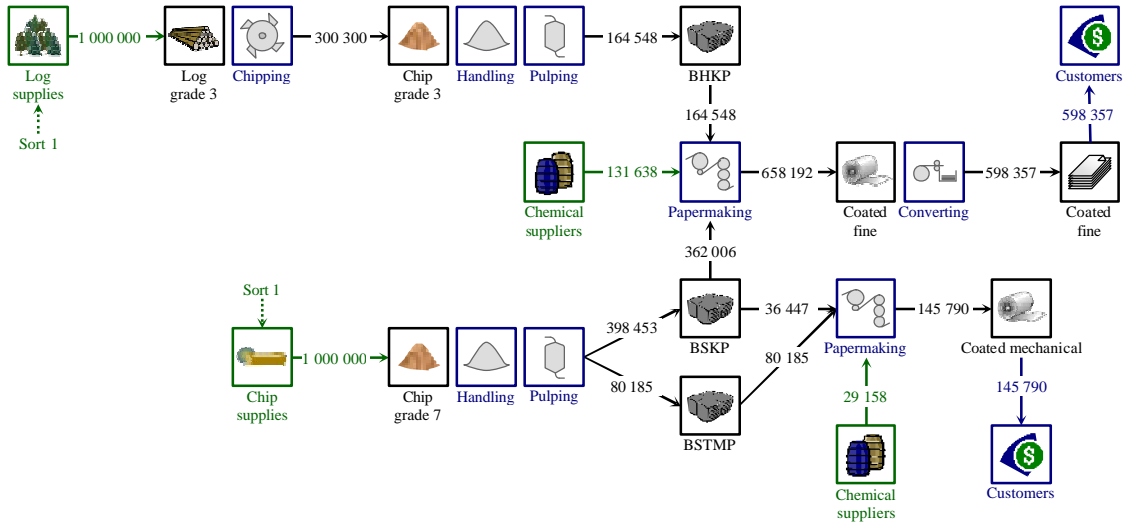 1 000 000
300 300
164 548
Log
supplies
Log
grade 3
Chipping
Chip
grade 3
Handling
Pulping
BHKP
Customers
Sort 1
164 548
598 357
131 638
658 192
598 357
Chemical
suppliers
Papermaking
Coated
fine
Converting
Coated
fine
362 006
Sort 1
1 000 000
398 453
80 185
36 447
80 185
145 790
Chip
supplies
Chip
grade 7
Handling
Pulping
BSKP
Papermaking
Coated mechanical
29 158
145 790
BSTMP
Chemical
suppliers
Customers
$
$